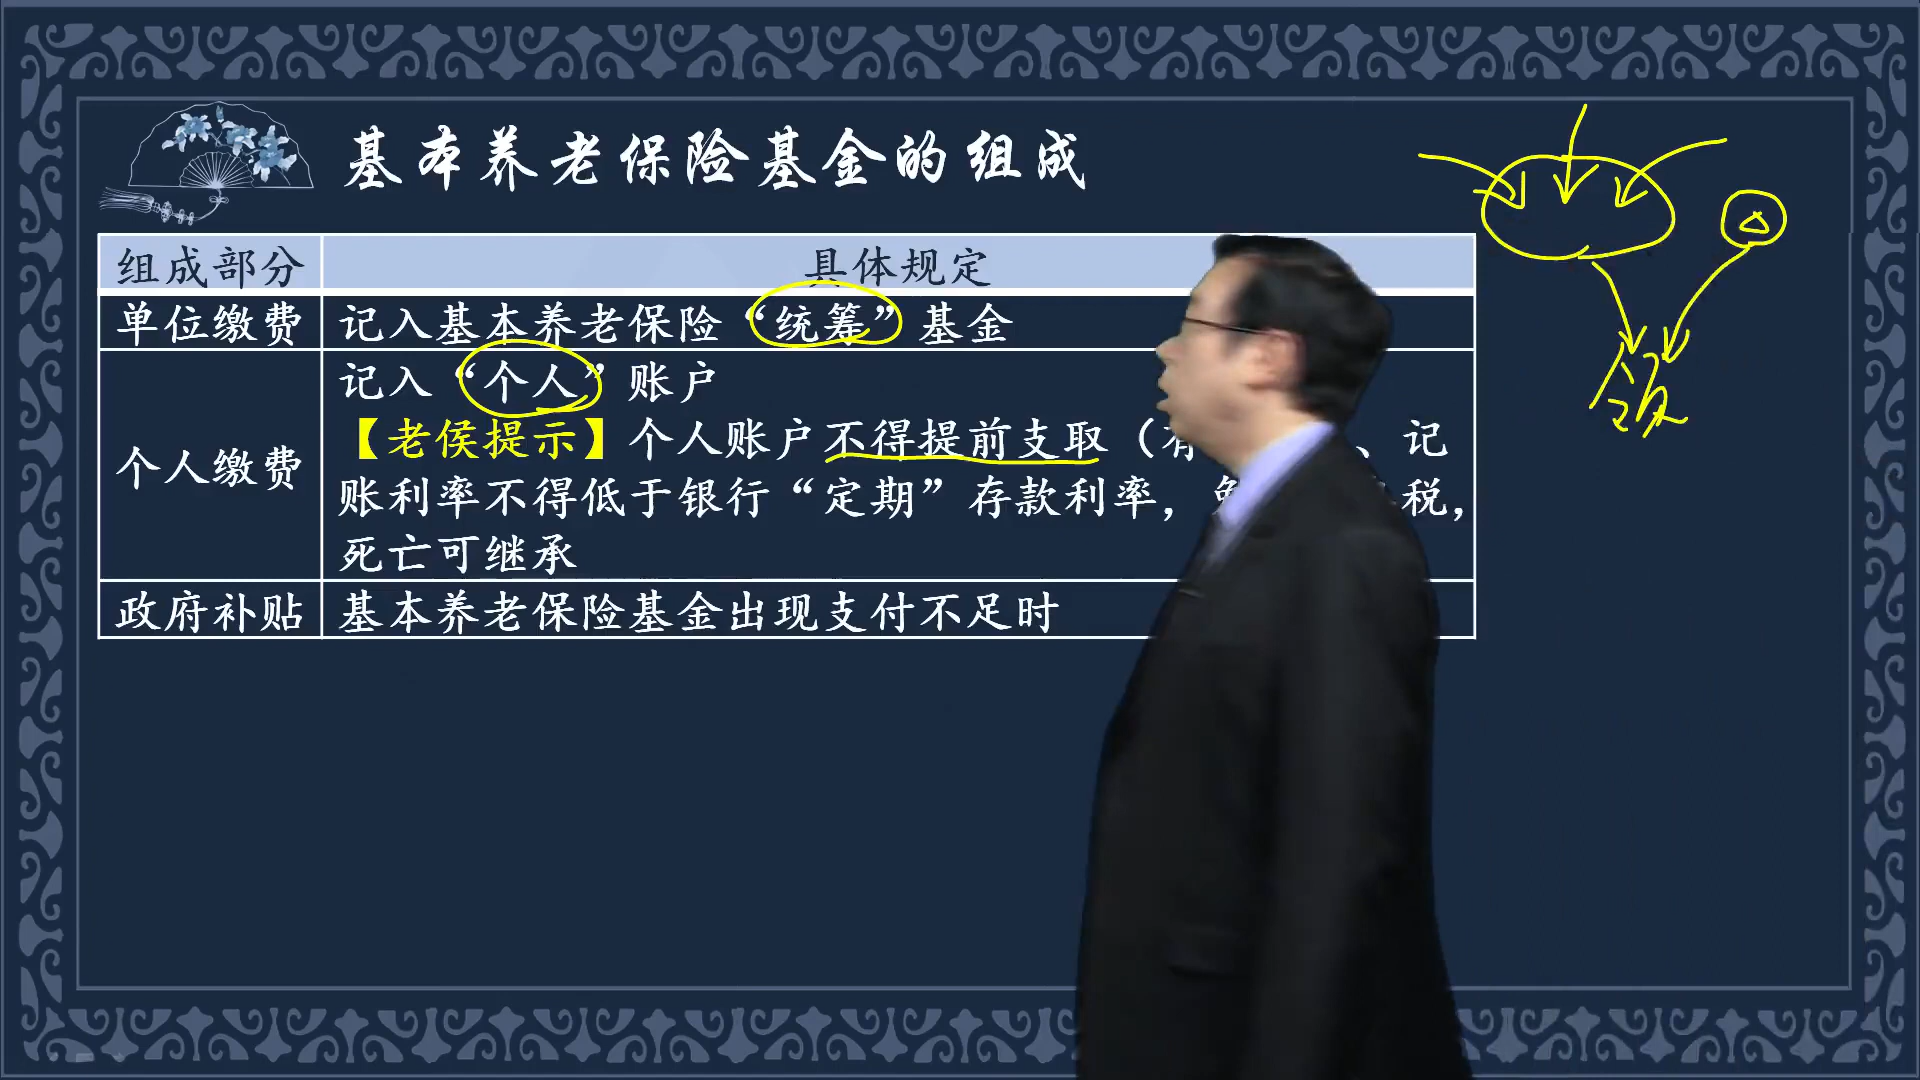 基本养老保险基金的组成
组成部分 具体规定
单位缴费 记入基本养老保险“统筹”基金
个人缴费
记入“个人”账户
【老侯提示】个人账户不得提前支取（ 、记
账利率不得低于银行“定期”存款利率， 税，
死亡可继承
政府补贴 基本养老保险基金出现支付不足时
领